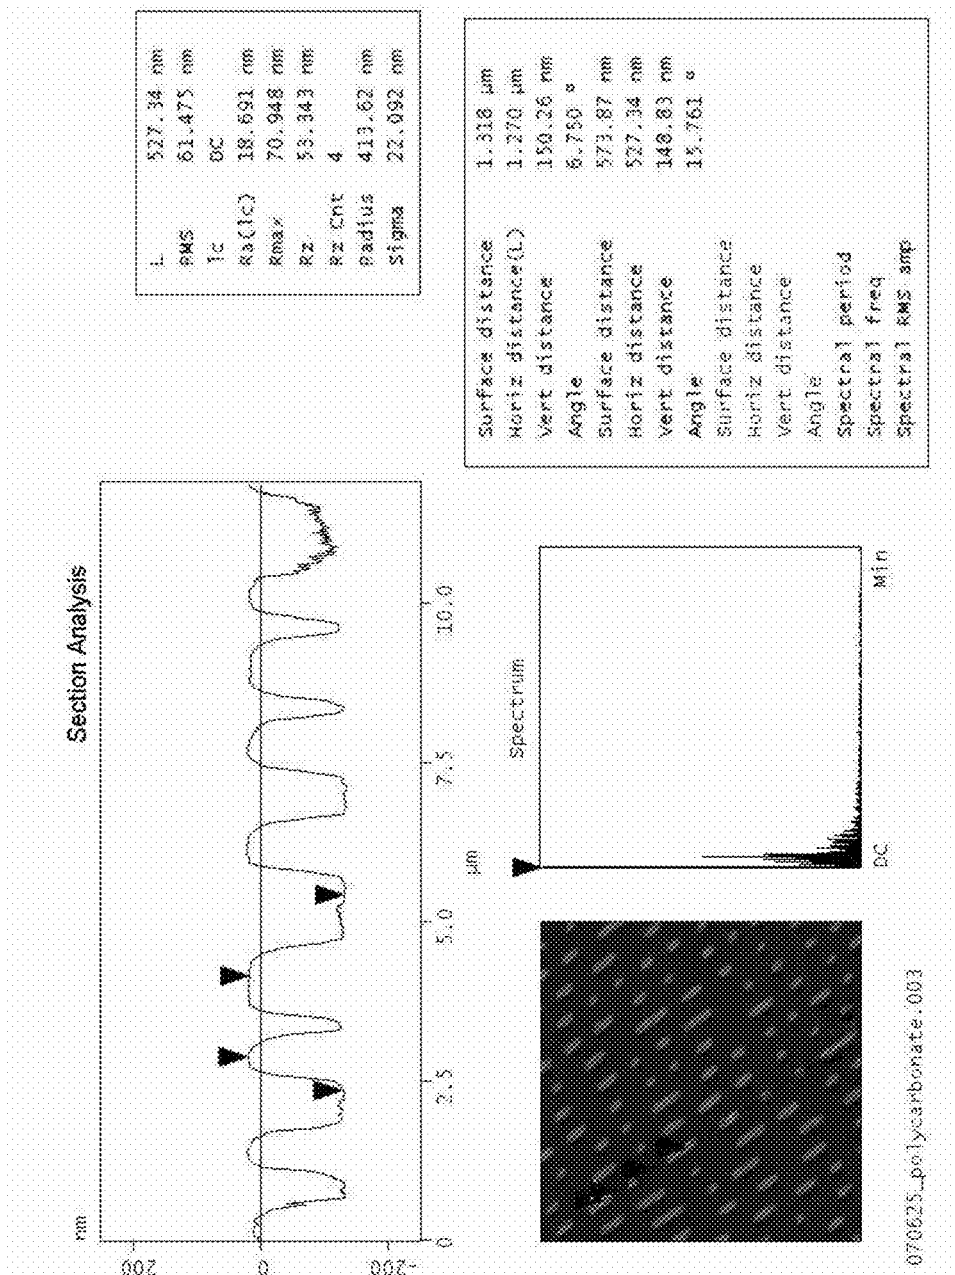 Section Analysis
L 527.34 nm
RMS 61.475 nm
lc DC
Ra(lc) 18.691 nm
Rmax 70.948 nm
Rz 53.343 nm
Rz Cnt 4
Radius 413.62 nm
Sigma 22.092 nm
nm
200
0
-200
0
2.5
5.0
7.5
10.0
µm
Spectrum
DC
Min
Surface distance 1.318 µm
Horiz distance(L) 1.270 µm
Vert distance 150.26 nm
Angle 6.750 °
Surface distance 573.87 nm
Horiz distance 527.34 nm
Vert distance 148.83 nm
Angle 15.761 °
Surface distance
Horiz distance
Vert distance
Angle
Spectral period
Spectral freq
Spectral RMS amp
070625_polycarbonate.003